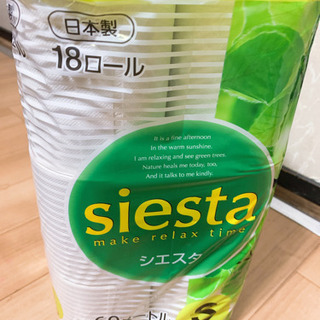 日本製
18ロール
It is a fine afternoon
in the warm sunshine.
I am relaxing and see green trees.
Nature heals me today, too,
And it talks to me kindly.
siesta
make relax time
シエスタ